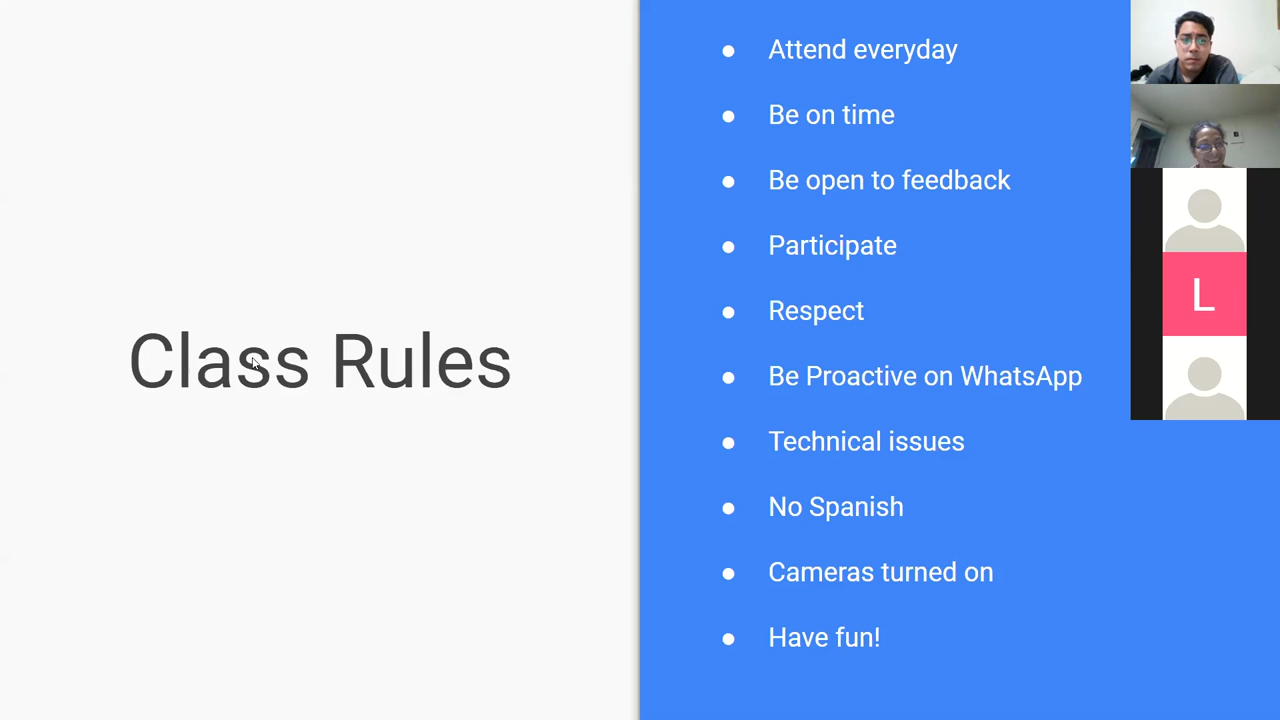 Class Rules
Attend everyday
Be on time
Be open to feedback
Participate
Respect
Be Proactive on WhatsApp
Technical issues
No Spanish
Cameras turned on
Have fun!
L